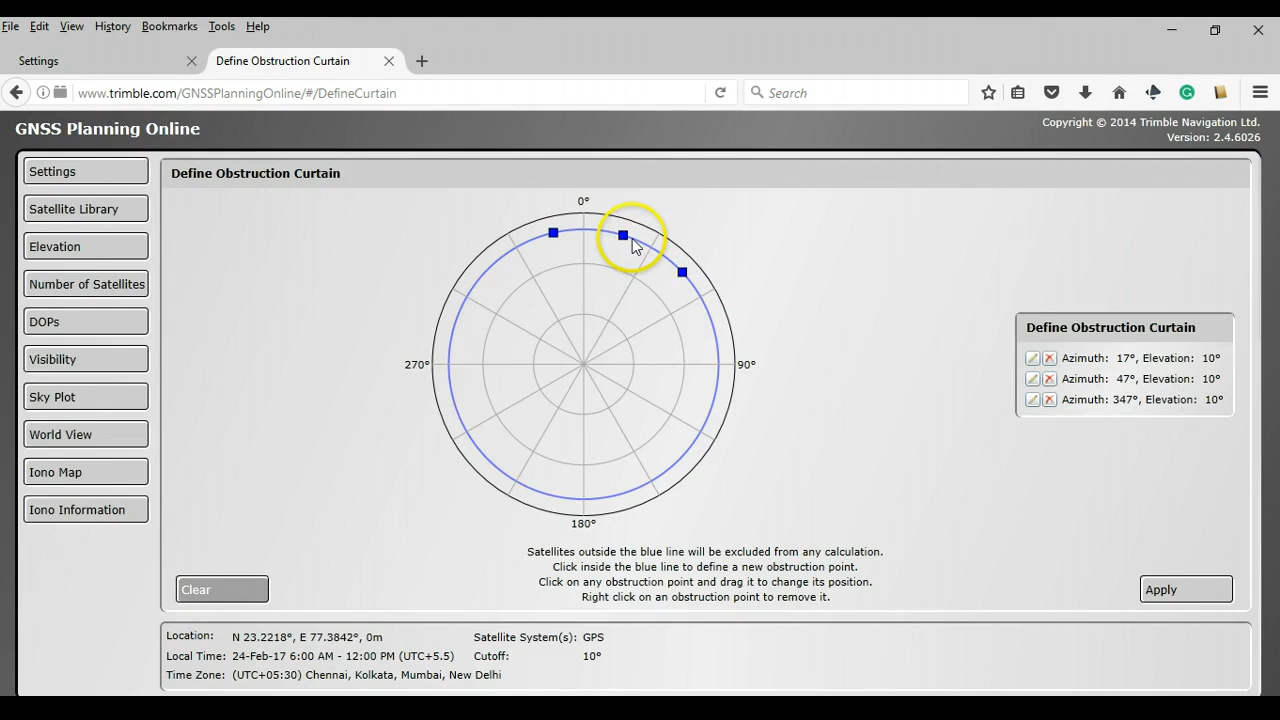 File Edit View History Bookmarks Tools Help
Settings
Define Obstruction Curtain
www.trimble.com/GNSSPlanningOnline/#/DefineCurtain
Search
GNSS Planning Online
Copyright © 2014 Trimble Navigation Ltd.
Version: 2.4.6026
Settings
Satellite Library
Elevation
Number of Satellites
DOPs
Visibility
Sky Plot
World View
Iono Map
Iono Information
Define Obstruction Curtain
0°
270°
90°
180°
Define Obstruction Curtain
Azimuth: 17°, Elevation: 10°
Azimuth: 47°, Elevation: 10°
Azimuth: 347°, Elevation: 10°
Satellites outside the blue line will be excluded from any calculation.
Click inside the blue line to define a new obstruction point.
Click on any obstruction point and drag it to change its position.
Right click on an obstruction point to remove it.
Clear
Apply
Location: N 23.2218°, E 77.3842°, 0m
Satellite System(s): GPS
Local Time: 24-Feb-17 6:00 AM - 12:00 PM (UTC+5.5)
Cutoff: 10°
Time Zone: (UTC+05:30) Chennai, Kolkata, Mumbai, New Delhi